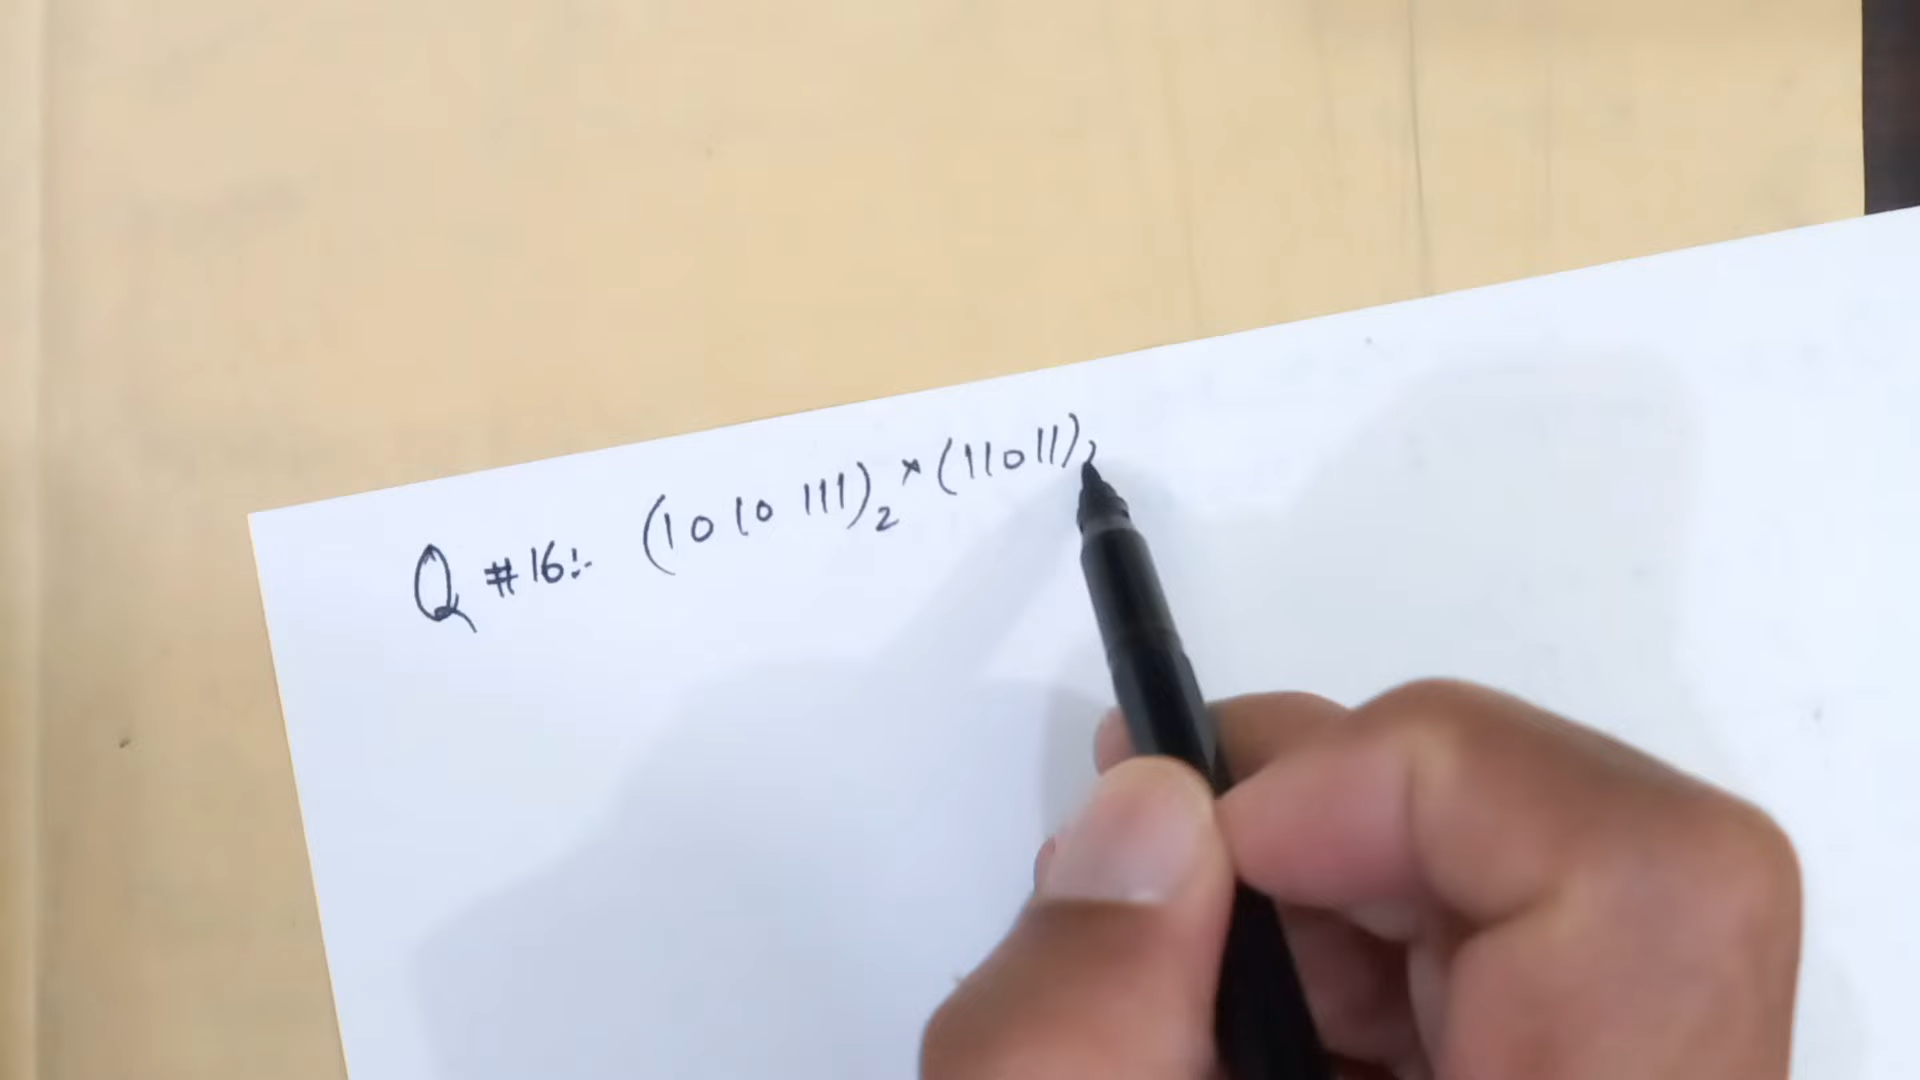 Q #16:- (1010111)₂ × (11011)₂